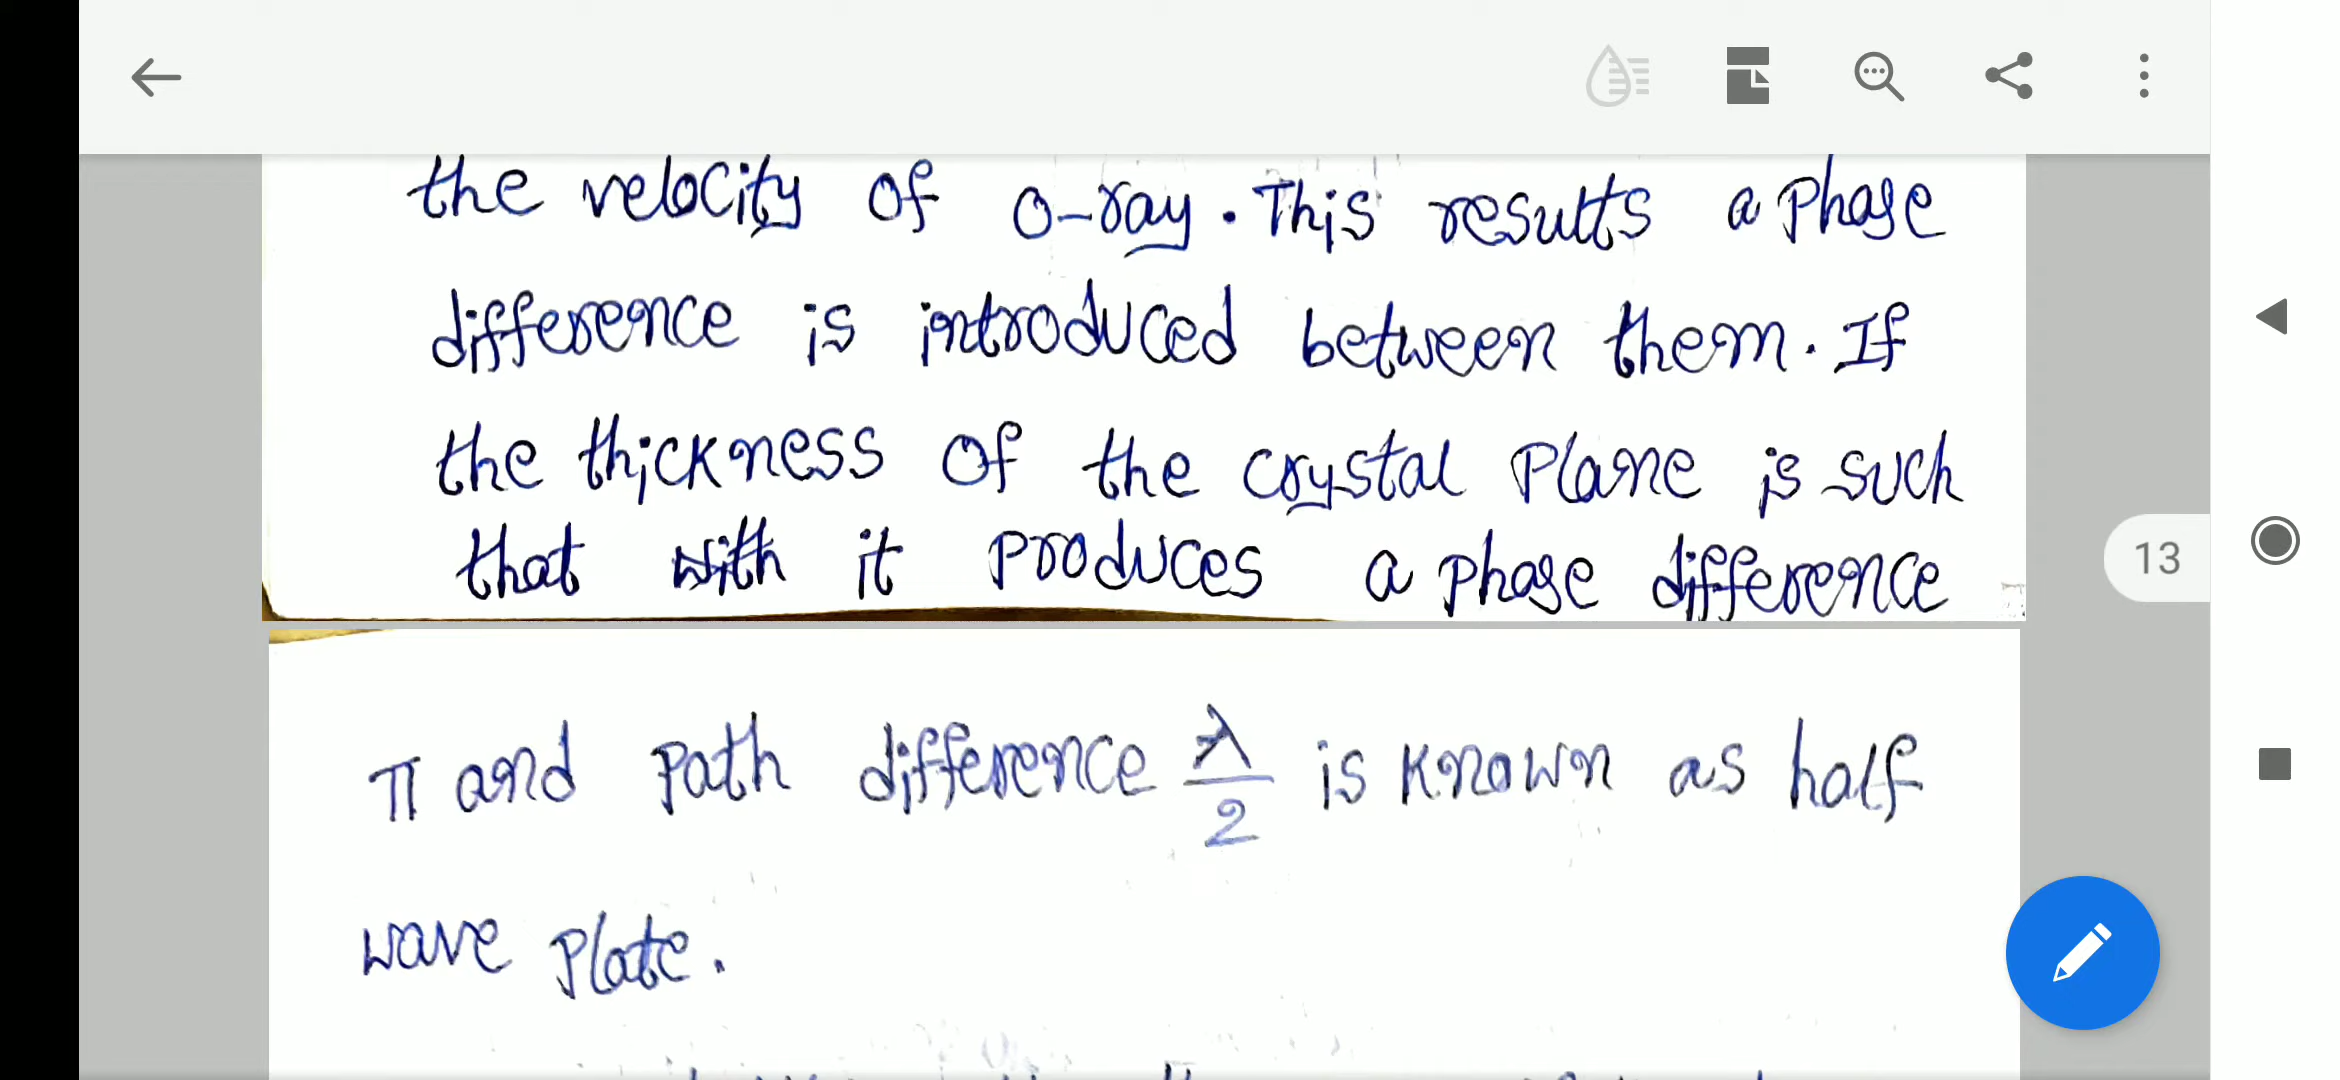 the velocity of O-ray. This results a Phase
difference is introduced between them. If
the thickness of the crystal Plane is such
that with it Produces a Phase difference
13
π and Path difference λ/2 is known as half
wave Plate.